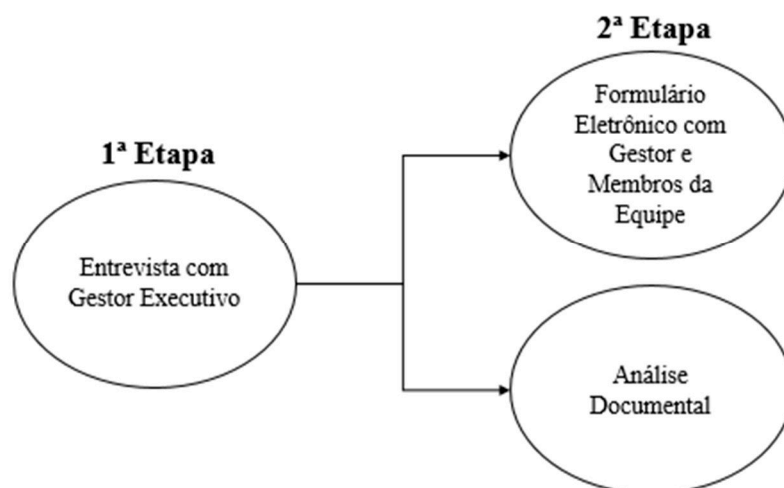 1ª Etapa
Entrevista com
Gestor Executivo
2ª Etapa
Formulário
Eletrônico com
Gestor e
Membros da
Equipe
Análise
Documental